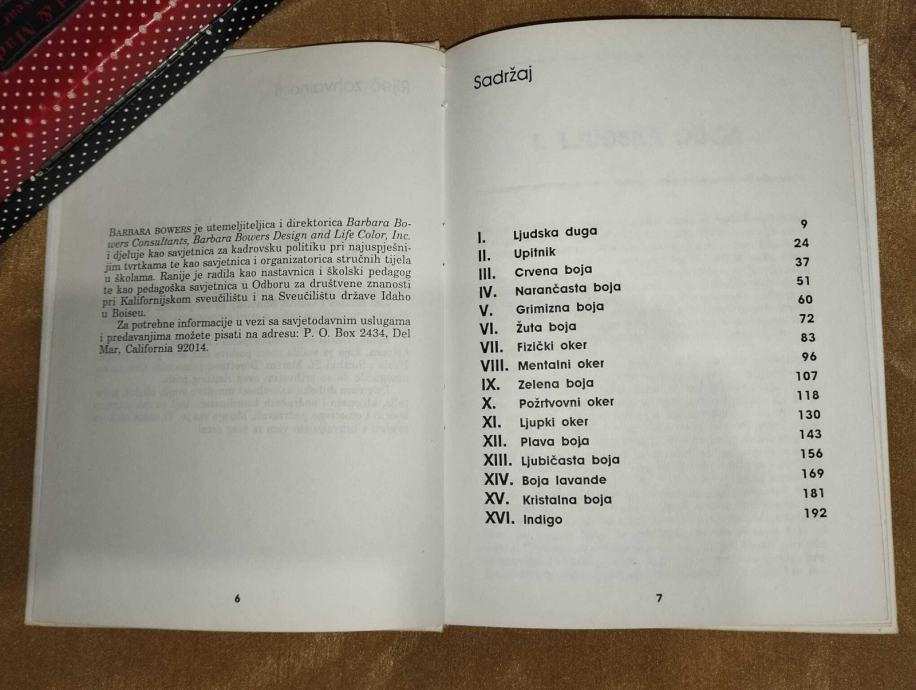 BARBARA BOWERS je utemeljiteljica i direktorica Barbara Bo-
wers Consultants, Barbara Bowers Design and Life Color, Inc.
i djeluje kao savjetnica za kadrovsku politiku pri najuspješni-
jim tvrtkama te kao savjetnica i organizatorica stručnih tijela
u školama. Ranije je radila kao nastavnica i školski pedagog
te kao pedagoška savjetnica u Odboru za društvene znanosti
pri Kalifornijskom sveučilištu i na Sveučilištu države Idaho
u Boiseu.
Za potrebne informacije u vezi sa savjetodavnim uslugama
i predavanjima možete pisati na adresu: P. O. Box 2434, Del
Mar, California 92014.
6
Sadržaj
I. Ljudska duga 9
II. Upitnik 24
III. Crvena boja 37
IV. Narančasta boja 51
V. Grimizna boja 60
VI. Žuta boja 72
VII. Fizički oker 83
VIII. Mentalni oker 96
IX. Zelena boja 107
X. Požrtvovni oker 118
XI. Ljupki oker 130
XII. Plava boja 143
XIII. Ljubičasta boja 156
XIV. Boja lavande 169
XV. Kristalna boja 181
XVI. Indigo 192
7